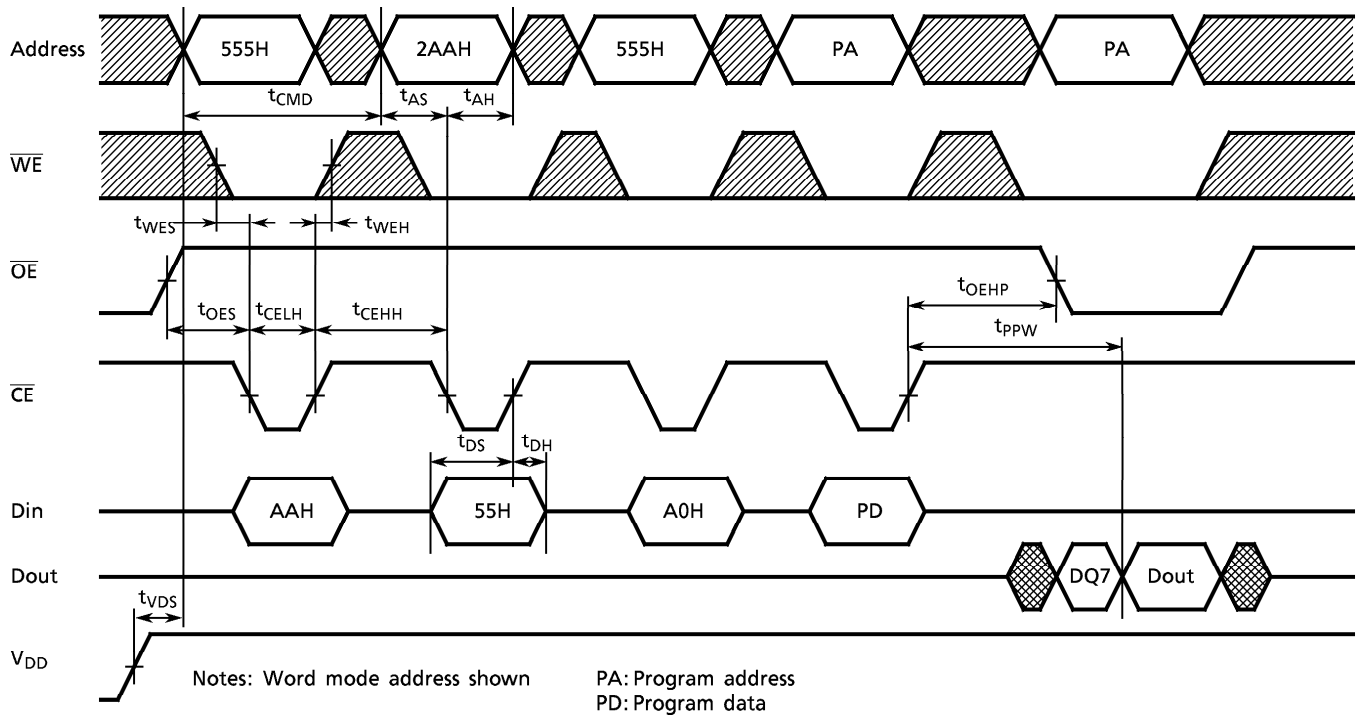 Address 555H 2AAH 555H PA PA
tCMD tAS tAH
WE
tWES tWEH
OE
tOEHP
tOES tCELH tCEHH
tPPW
CE
tDS tDH
Din AAH 55H A0H PD
Dout DQ7 Dout
tVDS
VDD
Notes: Word mode address shown PA: Program address
PD: Program data